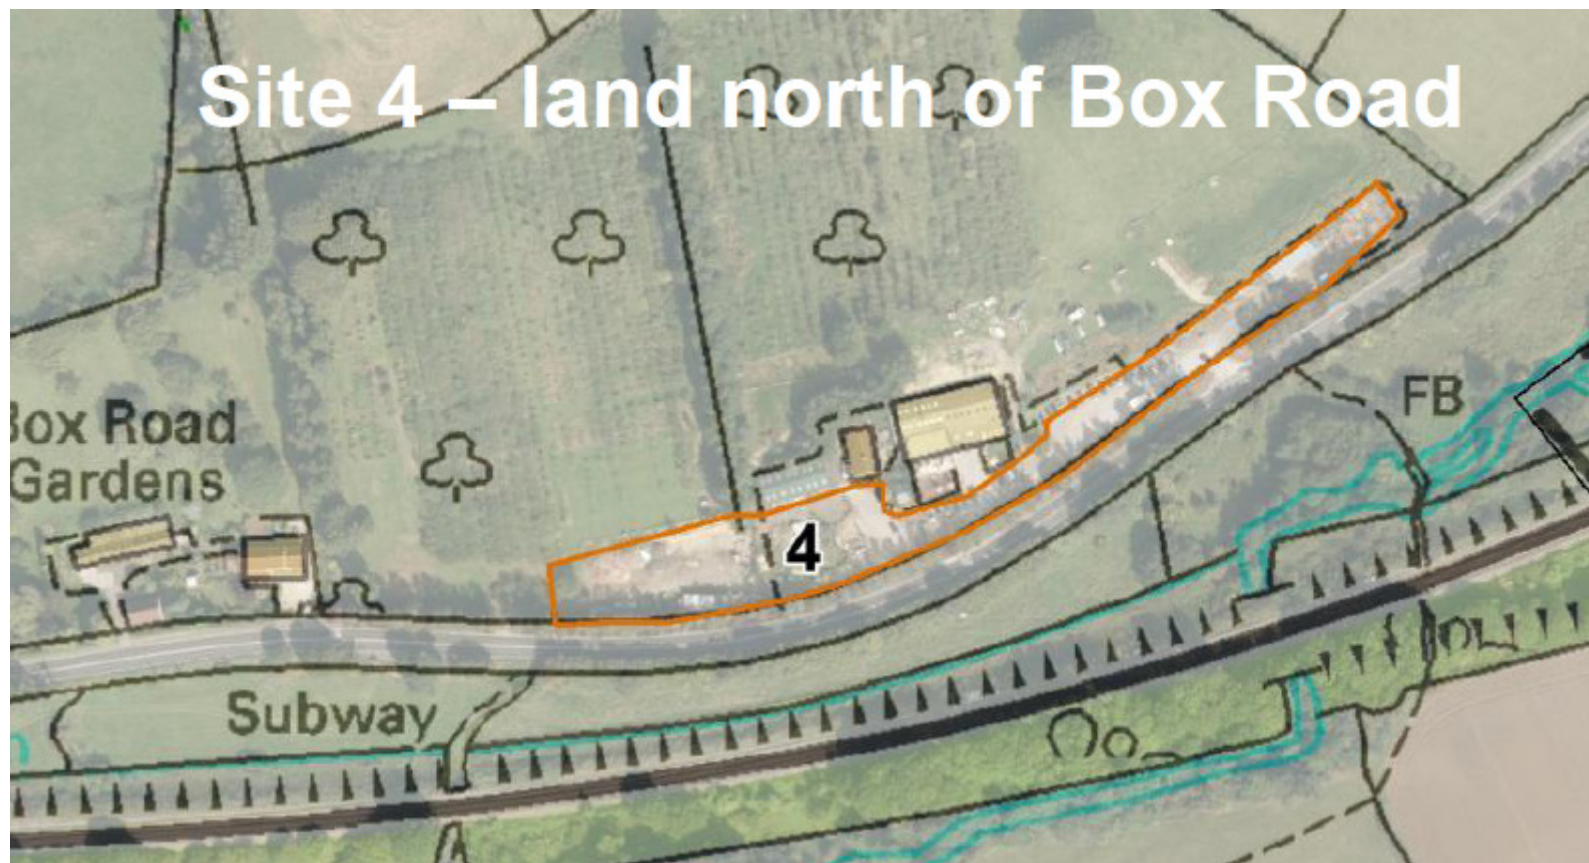 Site 4 – land north of Box Road
FB
Box Road
Gardens
4
Subway